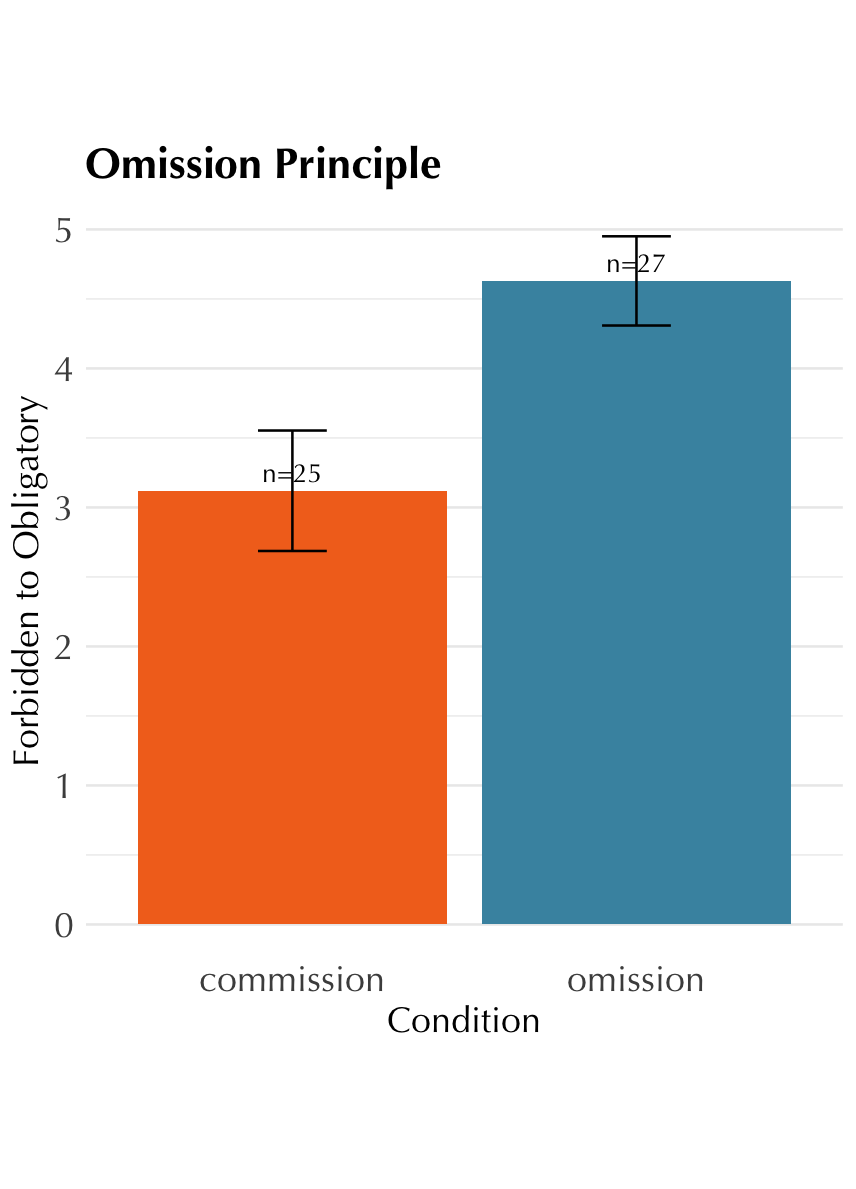 Omission Principle
5
4
3
2
1
0
Forbidden to Obligatory
n=25
n=27
commission
omission
Condition